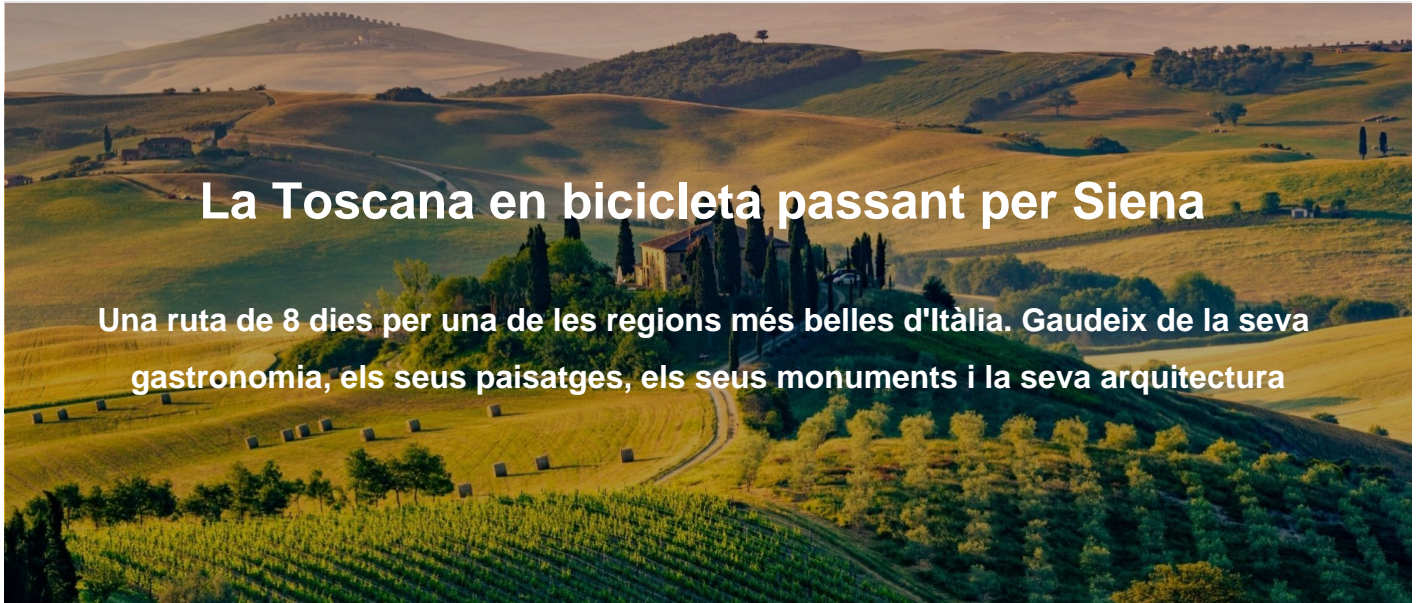 La Toscana en bicicleta passant per Siena
Una ruta de 8 dies per una de les regions més belles d'Itàlia. Gaudeix de la seva
gastronomia, els seus paisatges, els seus monuments i la seva arquitectura